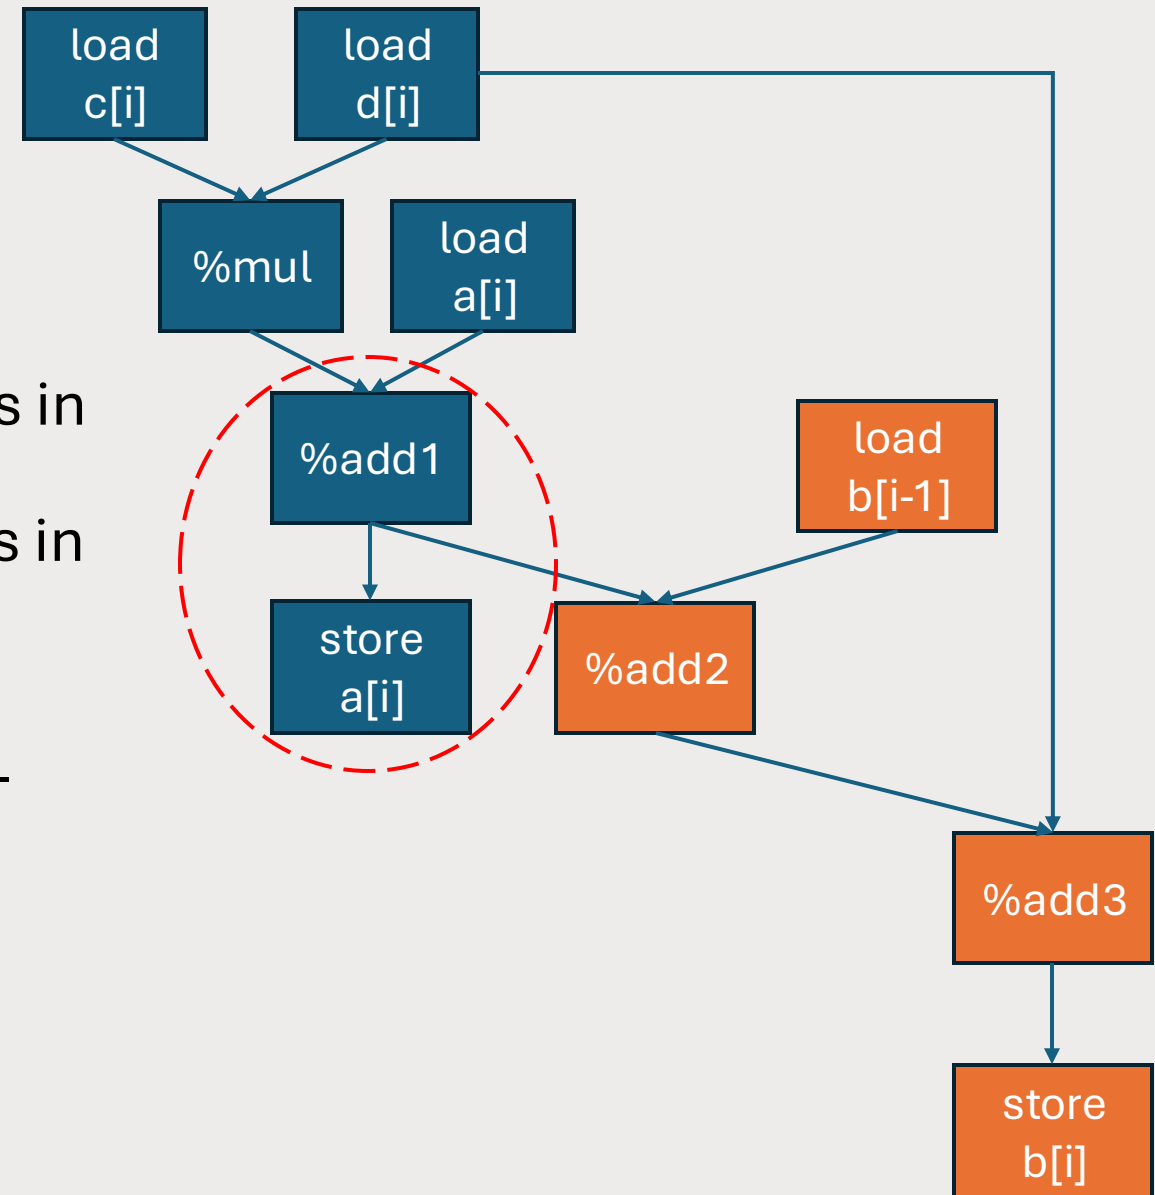 load
c[i]
load
d[i]
%mul
load
a[i]
s in
%add1
load
b[i-1]
s in
store
a[i]
%add2
%add3
store
b[i]